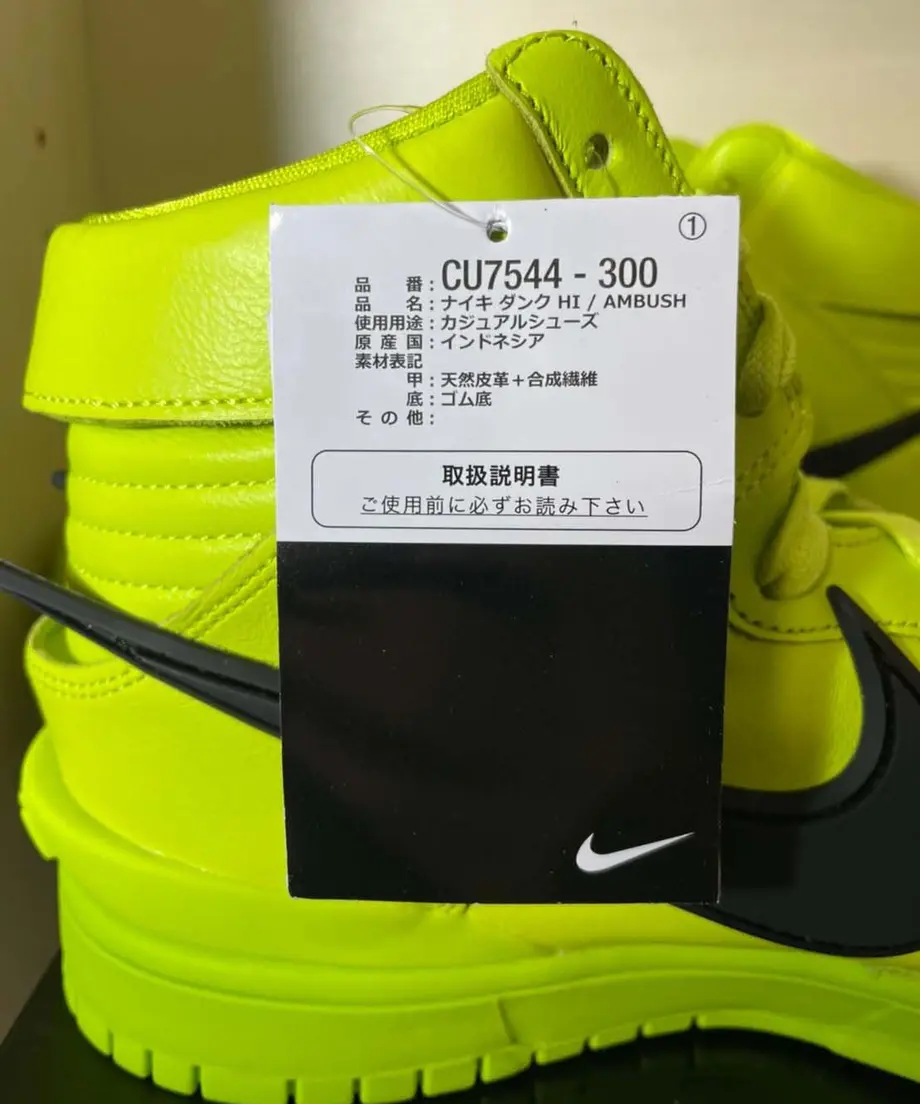 ①
品番：CU7544 - 300
品名：ナイキ ダンク HI / AMBUSH
使用用途：カジュアルシューズ
原産国：インドネシア
素材表記
甲：天然皮革＋合成繊維
底：ゴム底
その他：
取扱説明書
ご使用前に必ずお読み下さい